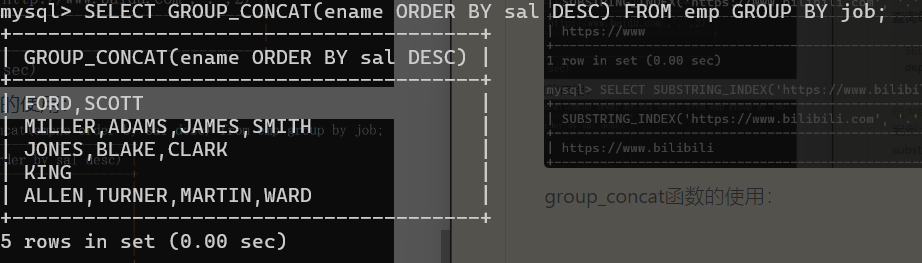 mysql> SELECT GROUP_CONCAT(ename ORDER BY sal DESC) FROM emp GROUP BY job;
+--------------------------------------+
| GROUP_CONCAT(ename ORDER BY sal DESC) |
+--------------------------------------+
| FORD,SCOTT |
| MILLER,ADAMS,JAMES,SMITH |
| JONES,BLAKE,CLARK |
| KING |
| ALLEN,TURNER,MARTIN,WARD |
+--------------------------------------+
5 rows in set (0.00 sec)
| https://www
1 row in set (0.00 sec)
mysql> SELECT SUBSTRING_INDEX('https://www.bilibil
| SUBSTRING_INDEX('https://www.bilibili.com', '.'
| https://www.bilibili
group_concat函数的使用：